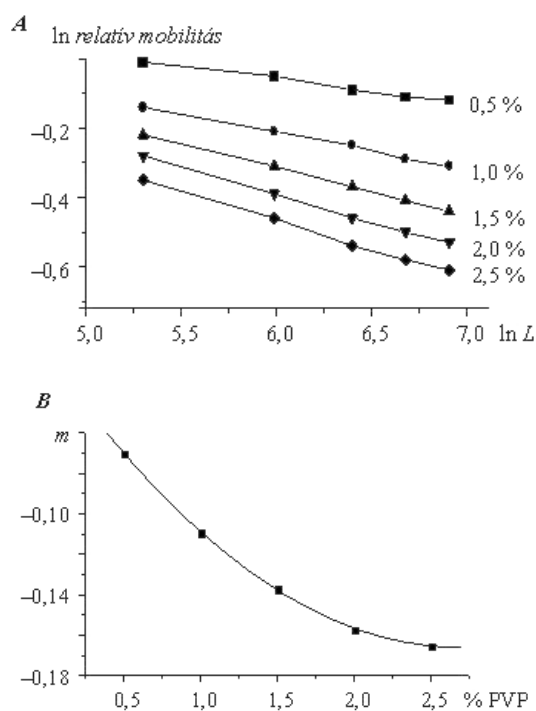 A
ln relatív mobilitás
–0,2
–0,4
–0,6
0,5 %
1,0 %
1,5 %
2,0 %
2,5 %
5,0 5,5 6,0 6,5 7,0 ln L
B
m
–0,10
–0,14
–0,18
0,5 1,0 1,5 2,0 2,5 % PVP